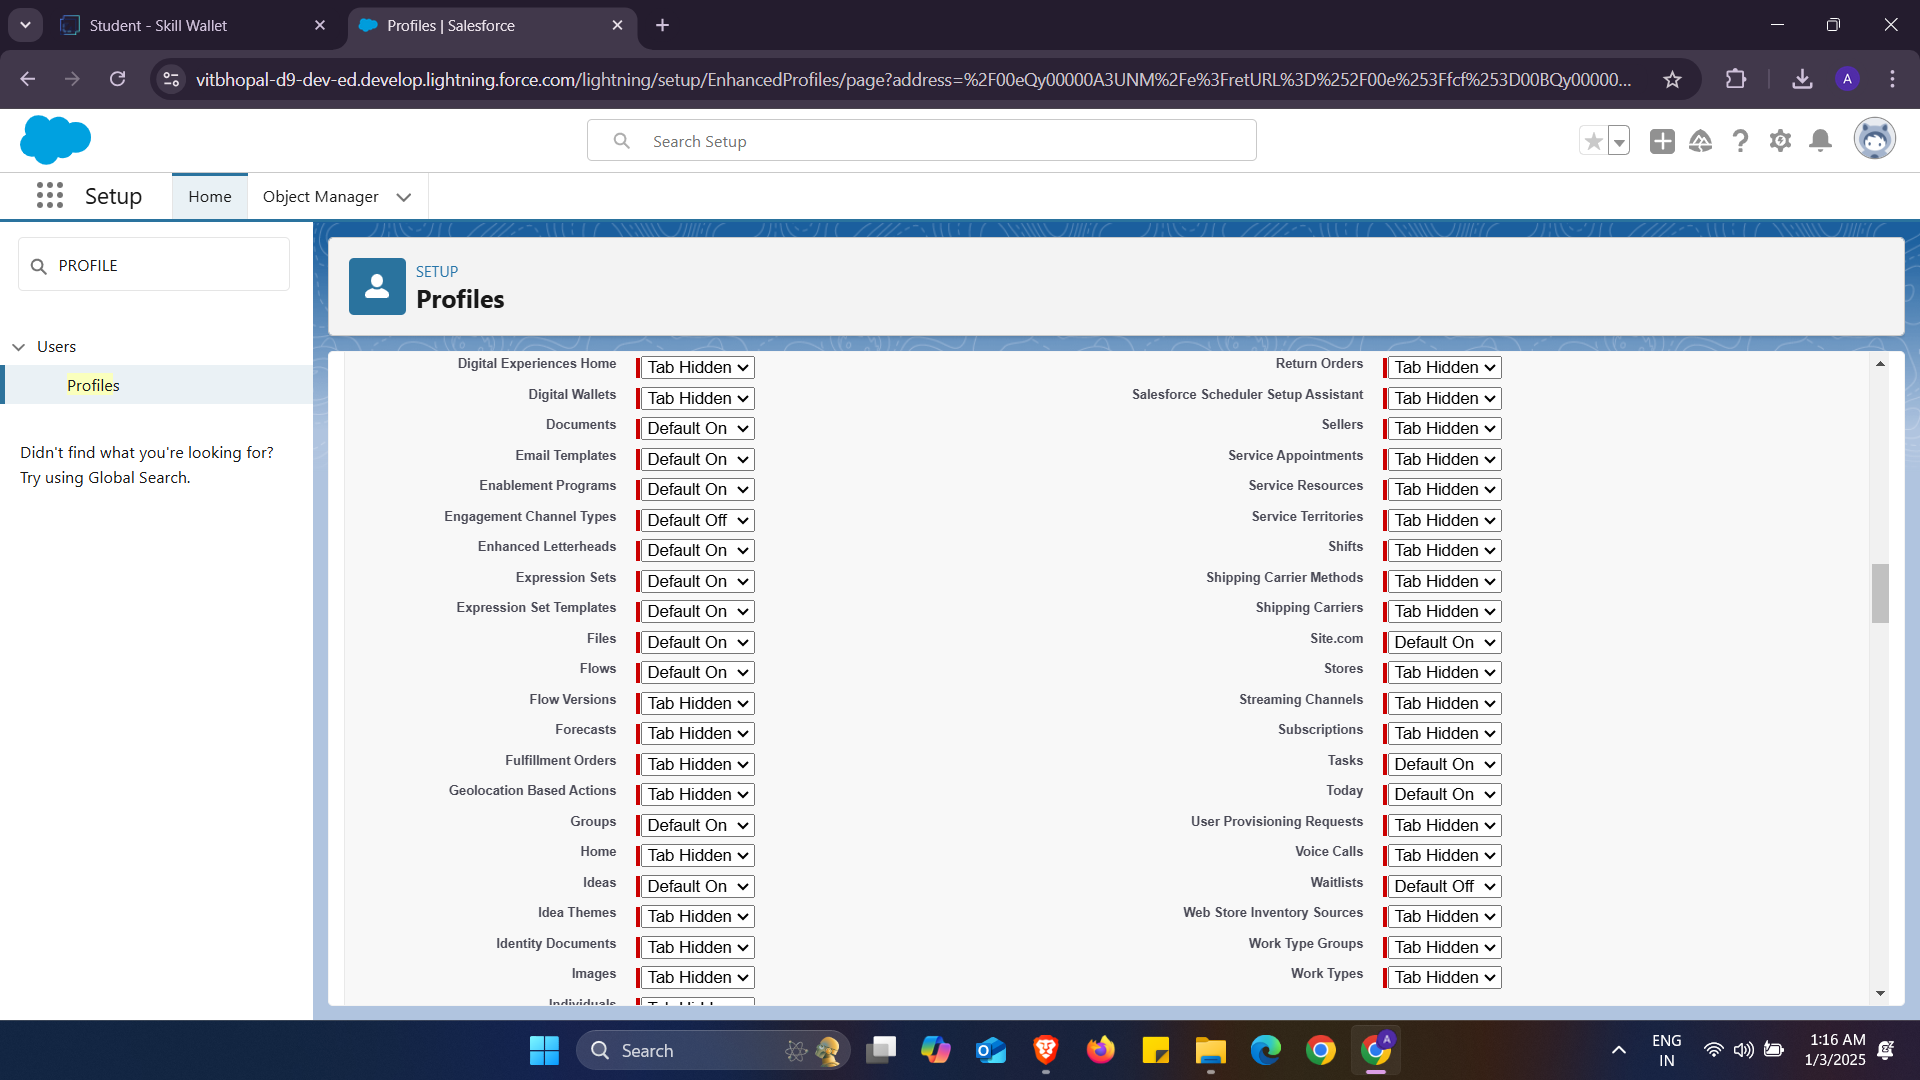 Student - Skill Wallet
Profiles | Salesforce
vitbhopal-d9-dev-ed.develop.lightning.force.com/lightning/setup/EnhancedProfiles/page?address=%2F00eQy00000A3UNM%2Fe%3FretURL%3D%252F00e%253Ffcf%253D00BQy00000...
A
Search Setup
Setup
Home
Object Manager
PROFILE
Users
Profiles
Didn't find what you're looking for?
Try using Global Search.
SETUP
Profiles
Digital Experiences Home Tab Hidden Return Orders Tab Hidden
Digital Wallets Tab Hidden Salesforce Scheduler Setup Assistant Tab Hidden
Documents Default On Sellers Tab Hidden
Email Templates Default On Service Appointments Tab Hidden
Enablement Programs Default On Service Resources Tab Hidden
Engagement Channel Types Default Off Service Territories Tab Hidden
Enhanced Letterheads Default On Shifts Tab Hidden
Expression Sets Default On Shipping Carrier Methods Tab Hidden
Expression Set Templates Default On Shipping Carriers Tab Hidden
Files Default On Site.com Default On
Flows Default On Stores Tab Hidden
Flow Versions Tab Hidden Streaming Channels Tab Hidden
Forecasts Tab Hidden Subscriptions Tab Hidden
Fulfillment Orders Tab Hidden Tasks Default On
Geolocation Based Actions Tab Hidden Today Default On
Groups Default On User Provisioning Requests Tab Hidden
Home Tab Hidden Voice Calls Tab Hidden
Ideas Default On Waitlists Default Off
Idea Themes Tab Hidden Web Store Inventory Sources Tab Hidden
Identity Documents Tab Hidden Work Type Groups Tab Hidden
Images Tab Hidden Work Types Tab Hidden
Individuals Tab Hidden
Search
A
ENG
IN
1:16 AM
1/3/2025